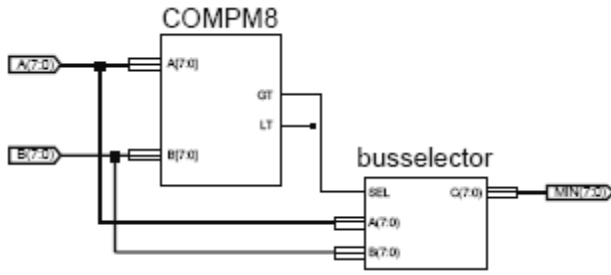 COMPM8
A(7:0)
A[7:0]
GT
LT
B(7:0)
B[7:0]
busselector
SEL
C(7:0)
MIN(7:0)
A(7:0)
B(7:0)